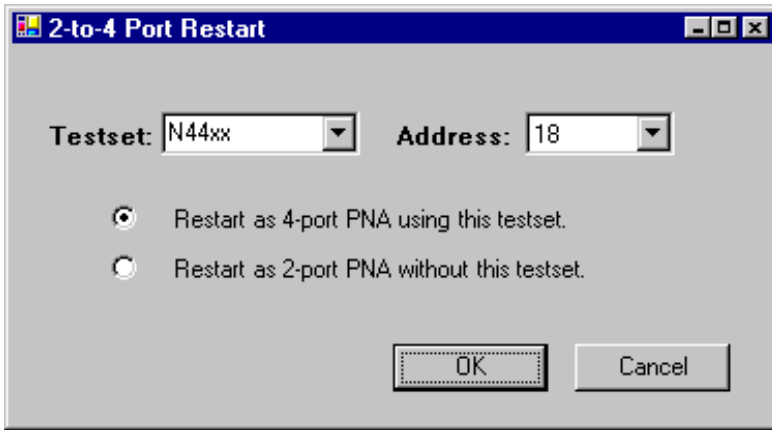 2-to-4 Port Restart
Testset: N44xx Address: 18
Restart as 4-port PNA using this testset.
Restart as 2-port PNA without this testset.
OK Cancel